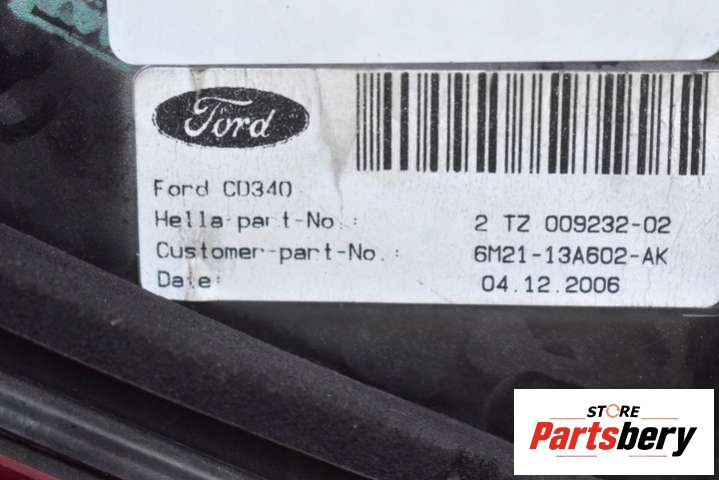 Ford
Ford CD340
Hella-part-No.: 2 TZ 009232-02
Customer-part-No.: 6M21-13A602-AK
Date: 04.12.2006
STORE
Partsbery